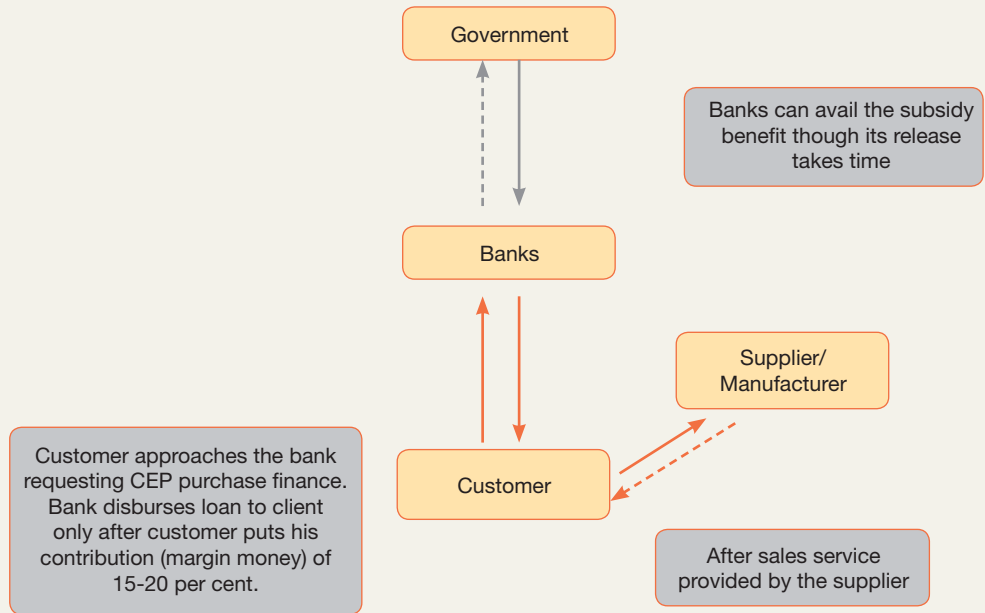 Government
Banks can avail the subsidy
benefit though its release
takes time
Banks
Supplier/
Manufacturer
Customer approaches the bank
requesting CEP purchase finance.
Bank disburses loan to client
only after customer puts his
contribution (margin money) of
15-20 per cent.
Customer
After sales service
provided by the supplier